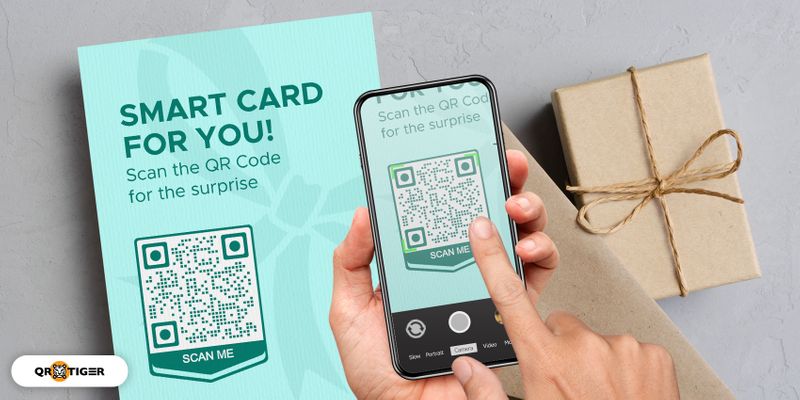 SMART CARD
FOR YOU!
Scan the QR Code
for the surprise
SCAN ME
FOR YOU
Scan the QR Cod
for the surprise
SCAN ME
Slow Portrait Camera Video
QR TIGER